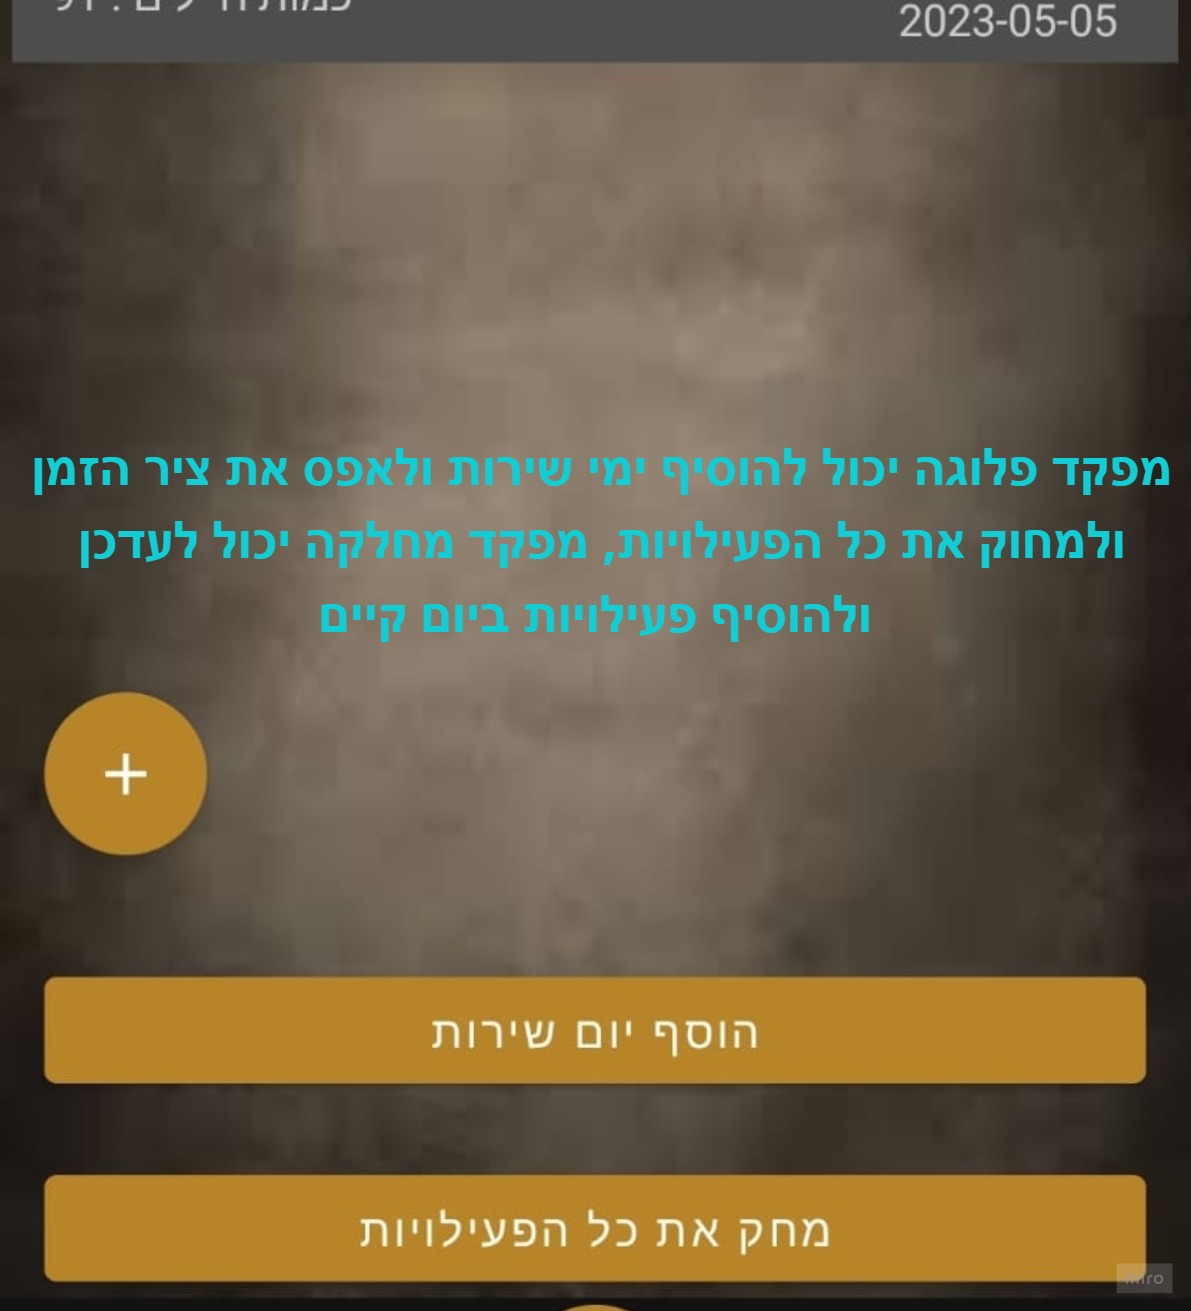 2023-05-05
מפקד פלוגה יכול להוסיף ימי שירות ולאפס את ציר הזמן
ולמחוק את כל הפעילויות, מפקד מחלקה יכול לעדכן
ולהוסיף פעילויות ביום קיים
+
הוסף יום שירות
מחק את כל הפעילויות
miro